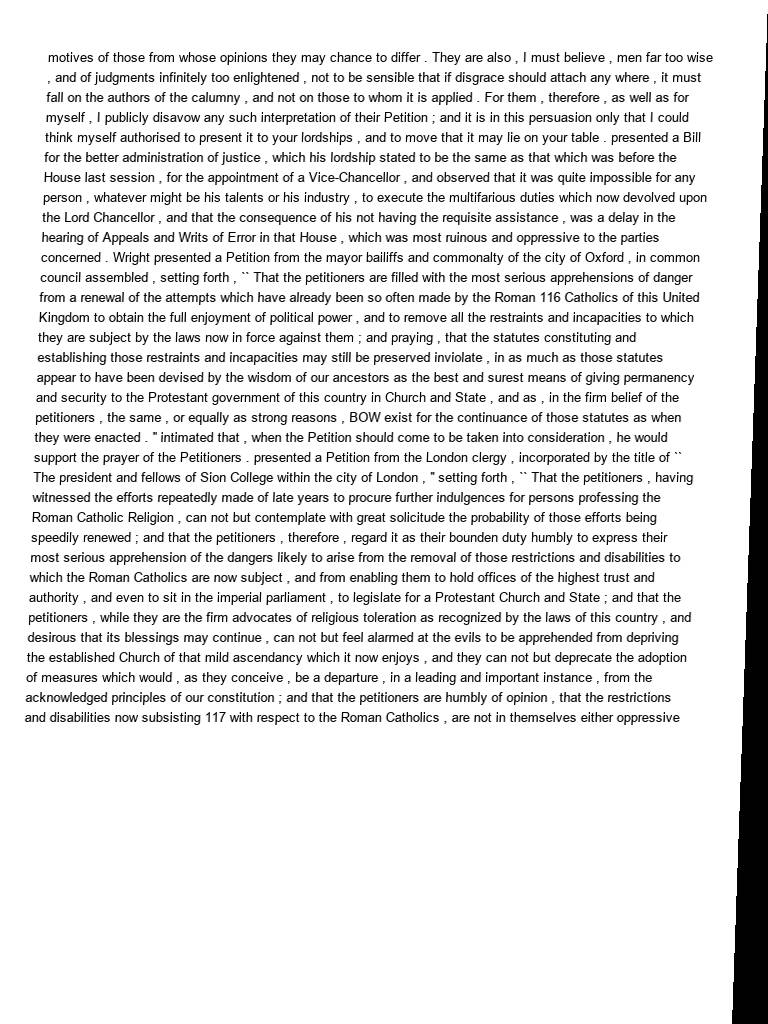 motives of those from whose opinions they may chance to differ . They are also , I must believe , men far too wise
, and of judgments infinitely too enlightened , not to be sensible that if disgrace should attach any where , it must
fall on the authors of the calumny , and not on those to whom it is applied . For them , therefore , as well as for
myself , I publicly disavow any such interpretation of their Petition ; and it is in this persuasion only that I could
think myself authorised to present it to your lordships , and to move that it may lie on your table . presented a Bill
for the better administration of justice , which his lordship stated to be the same as that which was before the
House last session , for the appointment of a Vice-Chancellor , and observed that it was quite impossible for any
person , whatever might be his talents or his industry , to execute the multifarious duties which now devolved upon
the Lord Chancellor , and that the consequence of his not having the requisite assistance , was a delay in the
hearing of Appeals and Writs of Error in that House , which was most ruinous and oppressive to the parties
concerned . Wright presented a Petition from the mayor bailiffs and commonalty of the city of Oxford , in common
council assembled , setting forth , `` That the petitioners are filled with the most serious apprehensions of danger
from a renewal of the attempts which have already been so often made by the Roman 116 Catholics of this United
Kingdom to obtain the full enjoyment of political power , and to remove all the restraints and incapacities to which
they are subject by the laws now in force against them ; and praying , that the statutes constituting and
establishing those restraints and incapacities may still be preserved inviolate , in as much as those statutes
appear to have been devised by the wisdom of our ancestors as the best and surest means of giving permanency
and security to the Protestant government of this country in Church and State , and as , in the firm belief of the
petitioners , the same , or equally as strong reasons , BOW exist for the continuance of those statutes as when
they were enacted . " intimated that , when the Petition should come to be taken into consideration , he would
support the prayer of the Petitioners . presented a Petition from the London clergy , incorporated by the title of ``
The president and fellows of Sion College within the city of London , " setting forth , `` That the petitioners , having
witnessed the efforts repeatedly made of late years to procure further indulgences for persons professing the
Roman Catholic Religion , can not but contemplate with great solicitude the probability of those efforts being
speedily renewed ; and that the petitioners , therefore , regard it as their bounden duty humbly to express their
most serious apprehension of the dangers likely to arise from the removal of those restrictions and disabilities to
which the Roman Catholics are now subject , and from enabling them to hold offices of the highest trust and
authority , and even to sit in the imperial parliament , to legislate for a Protestant Church and State ; and that the
petitioners , while they are the firm advocates of religious toleration as recognized by the laws of this country , and
desirous that its blessings may continue , can not but feel alarmed at the evils to be apprehended from depriving
the established Church of that mild ascendancy which it now enjoys , and they can not but deprecate the adoption
of measures which would , as they conceive , be a departure , in a leading and important instance , from the
acknowledged principles of our constitution ; and that the petitioners are humbly of opinion , that the restrictions
and disabilities now subsisting 117 with respect to the Roman Catholics , are not in themselves either oppressive